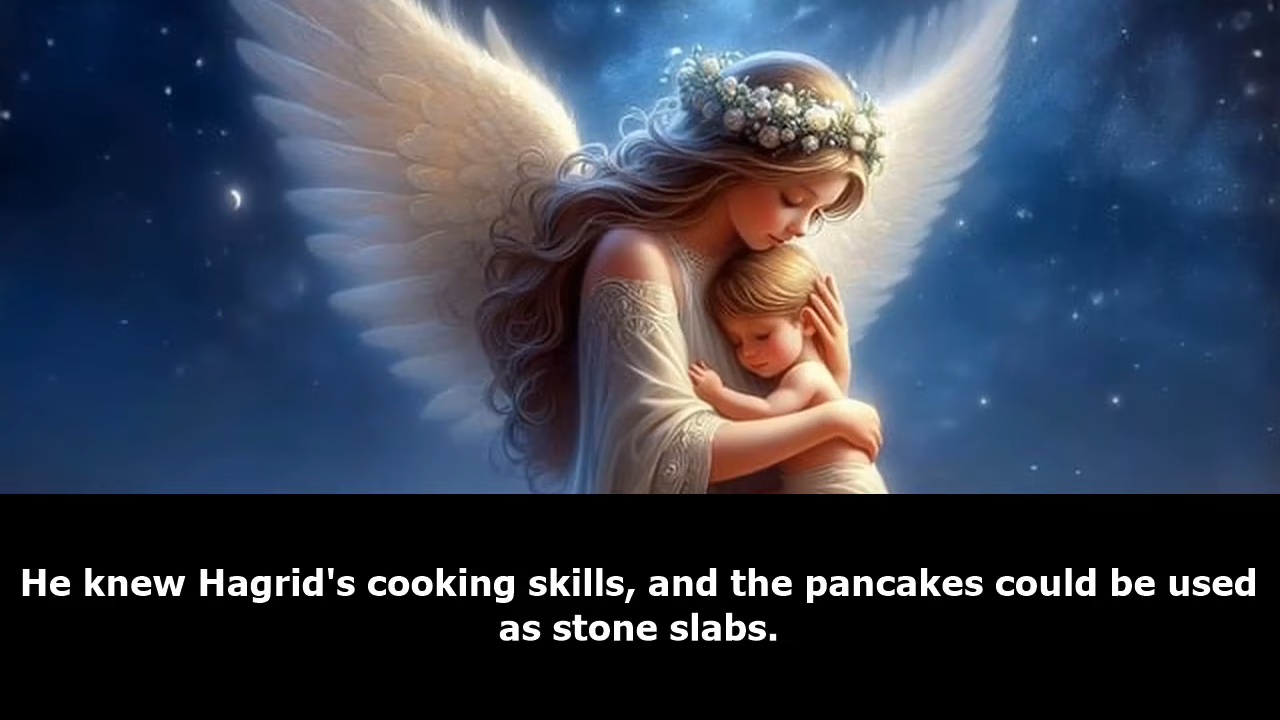 He knew Hagrid's cooking skills, and the pancakes could be used
as stone slabs.